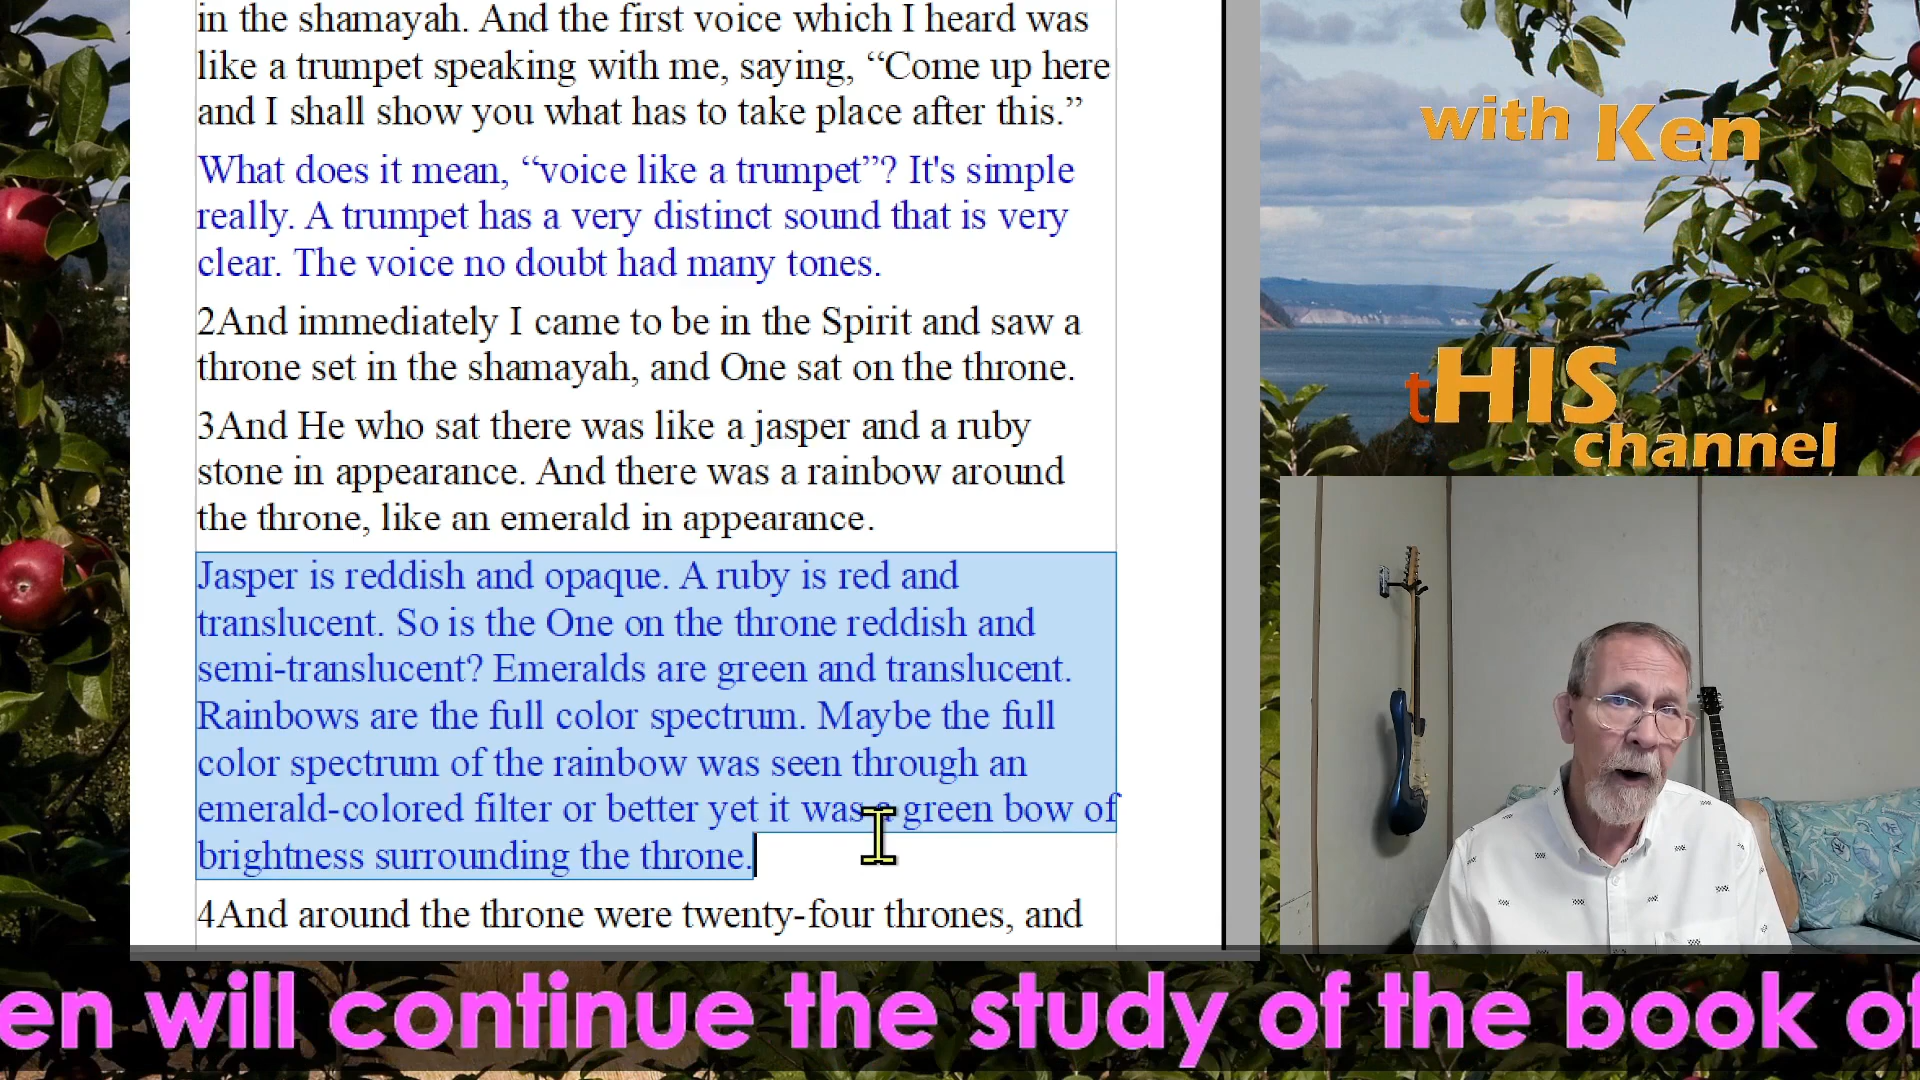 in the shamayah. And the first voice which I heard was
like a trumpet speaking with me, saying, “Come up here
and I shall show you what has to take place after this.”
What does it mean, “voice like a trumpet”? It's simple
really. A trumpet has a very distinct sound that is very
clear. The voice no doubt had many tones.
2And immediately I came to be in the Spirit and saw a
throne set in the shamayah, and One sat on the throne.
3And He who sat there was like a jasper and a ruby
stone in appearance. And there was a rainbow around
the throne, like an emerald in appearance.
Jasper is reddish and opaque. A ruby is red and
translucent. So is the One on the throne reddish and
semi-translucent? Emeralds are green and translucent.
Rainbows are the full color spectrum. Maybe the full
color spectrum of the rainbow was seen through an
emerald-colored filter or better yet it was a green bow of
brightness surrounding the throne.
4And around the throne were twenty-four thrones, and
with Ken
tHIS
channel
en will continue the study of the book of